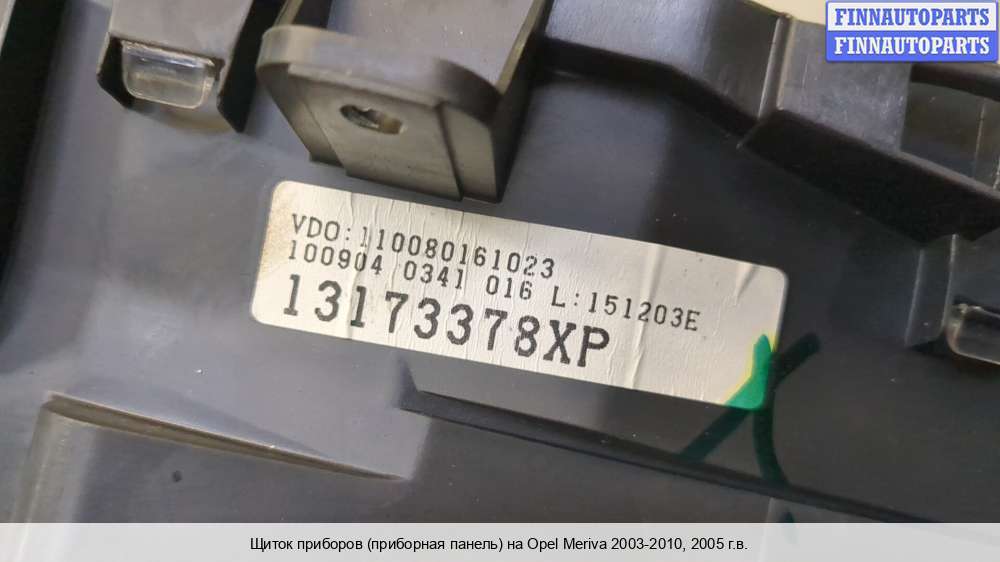 FINNAUTOPARTS
FINNAUTOPARTS
VDO:110080161023
100904 0341 016 L:151203E
13173378XP
Щиток приборов (приборная панель) на Opel Meriva 2003-2010, 2005 г.в.